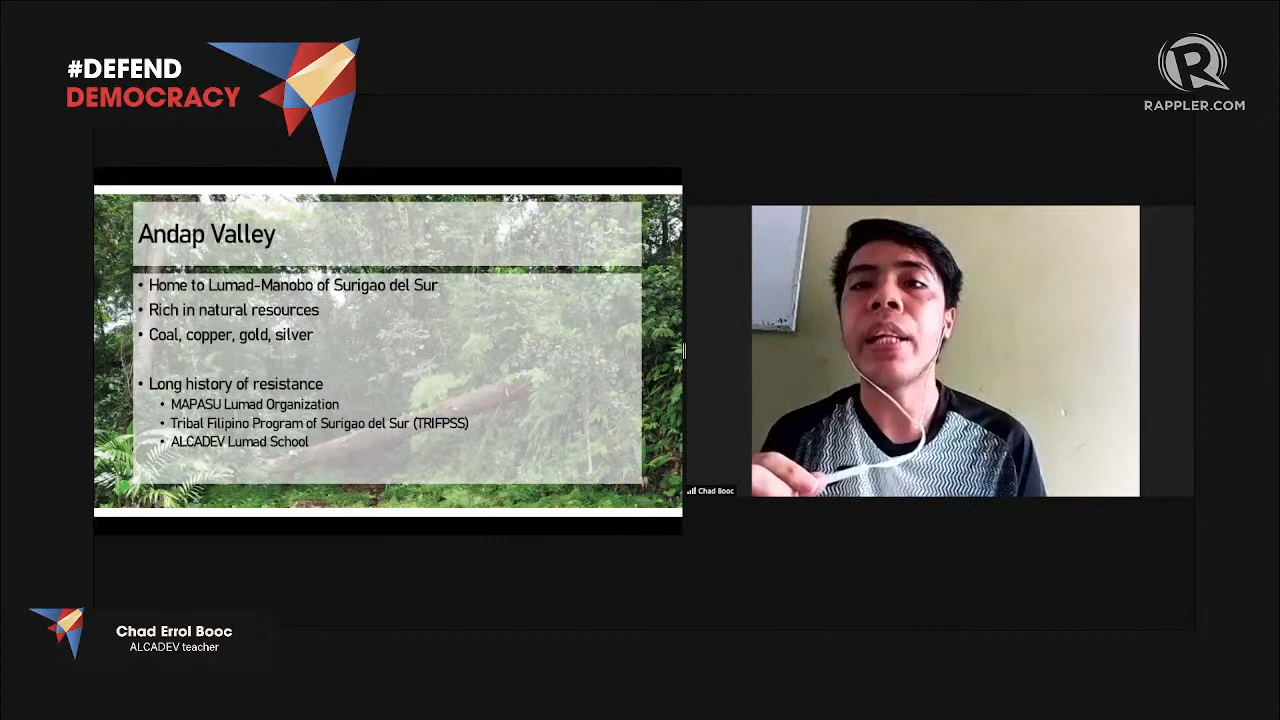 #DEFEND
DEMOCRACY
R
RAPPLER.COM
Andap Valley
• Home to Lumad-Manobo of Surigao del Sur
• Rich in natural resources
• Coal, copper, gold, silver
• Long history of resistance
• MAPASU Lumad Organization
• Tribal Filipino Program of Surigao del Sur (TRIFPSS)
• ALCADEV Lumad School
Chad Booc
Chad Errol Booc
ALCADEV teacher